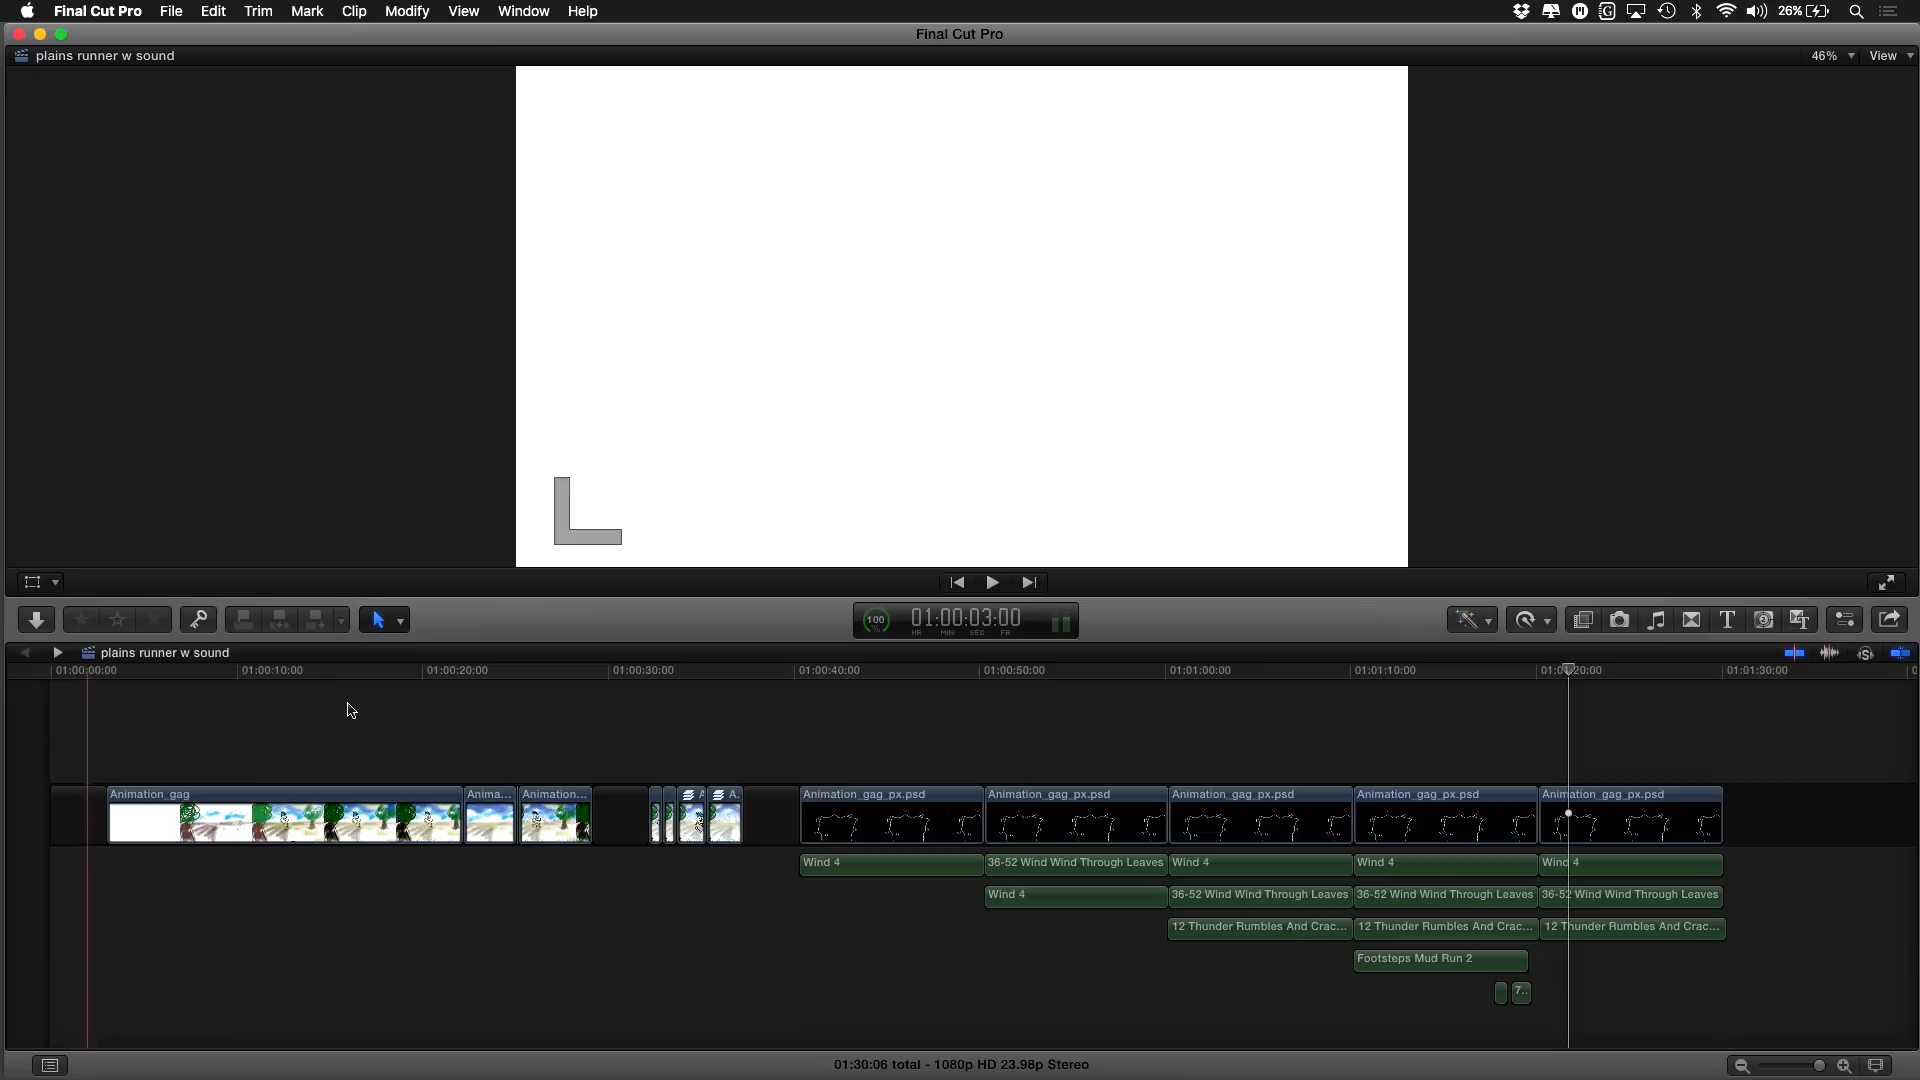 Final Cut Pro File Edit Trim Mark Clip Modify View Window Help 26%
Final Cut Pro
plains runner w sound 46% View
100 % 01:00:03:00
HR MIN SEC FR
plains runner w sound
01:00:00:00 01:00:10:00 01:00:20:00 01:00:30:00 01:00:40:00 01:00:50:00 01:01:00:00 01:01:10:00 01:01:20:00 01:01:30:00
Animation_gag Anima... Animation... A A. Animation_gag_px.psd Animation_gag_px.psd Animation_gag_px.psd Animation_gag_px.psd Animation_gag_px.psd
Wind 4 36-52 Wind Wind Through Leaves Wind 4 Wind 4 Wind 4
Wind 4 36-52 Wind Wind Through Leaves 36-52 Wind Wind Through Leaves 36-52 Wind Wind Through Leaves
12 Thunder Rumbles And Crac... 12 Thunder Rumbles And Crac... 12 Thunder Rumbles And Crac...
Footsteps Mud Run 2
7..
01:30:06 total - 1080p HD 23.98p Stereo